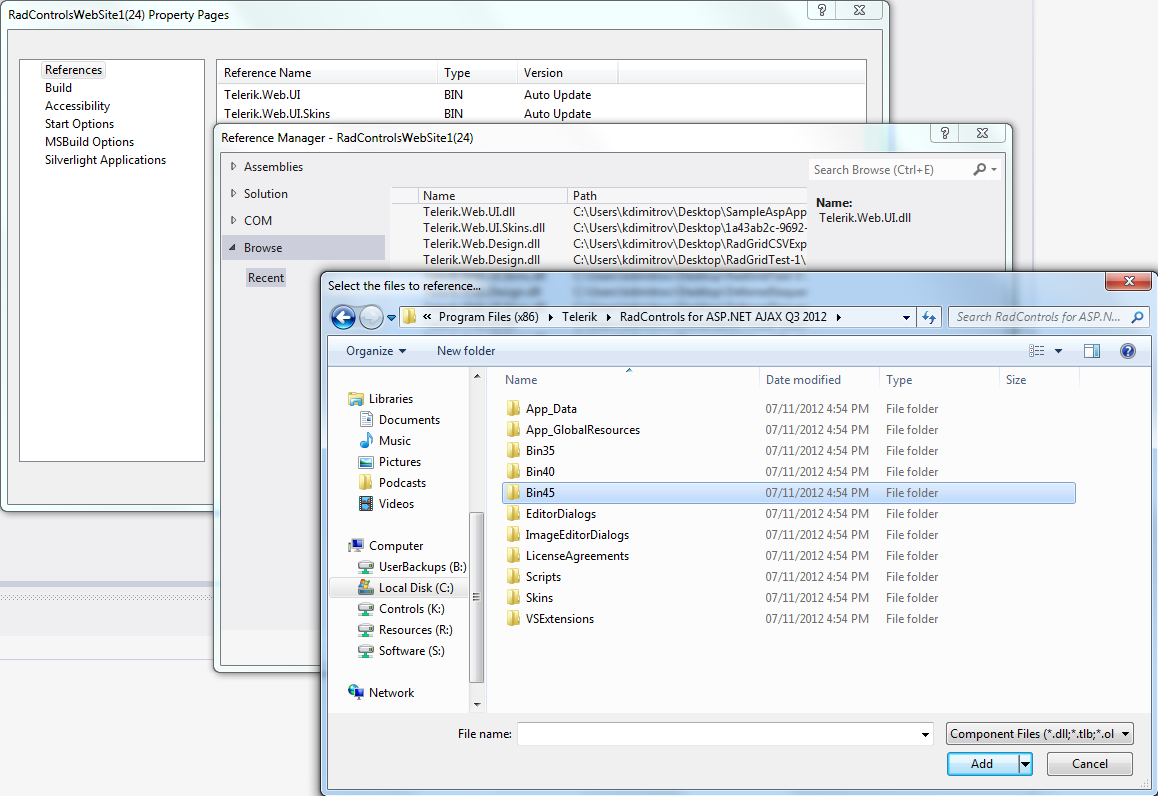 RadControlsWebSite1(24) Property Pages
References
Build
Accessibility
Start Options
MSBuild Options
Silverlight Applications
Reference Name Type Version
Telerik.Web.UI BIN Auto Update
Telerik.Web.UI.Skins BIN Auto Update
Reference Manager - RadControlsWebSite1(24)
Assemblies
Solution
COM
Browse
Recent
Search Browse (Ctrl+E)
Name Path
Telerik.Web.UI.dll C:\Users\kdimitrov\Desktop\SampleAspApp
Telerik.Web.UI.Skins.dll C:\Users\kdimitrov\Desktop\1a43ab2c-9692-
Telerik.Web.Design.dll C:\Users\kdimitrov\Desktop\RadGridCSVExp
Telerik.Web.Design.dll C:\Users\kdimitrov\Desktop\RadGridTest-1\
Name:
Telerik.Web.UI.dll
Select the files to reference...
« Program Files (x86) Telerik RadControls for ASP.NET AJAX Q3 2012
Search RadControls for ASP.N...
Organize New folder
Libraries
Documents
Music
Pictures
Podcasts
Videos
Computer
UserBackups (B:)
Local Disk (C:)
Controls (K:)
Resources (R:)
Software (S:)
Network
Name Date modified Type Size
App_Data 07/11/2012 4:54 PM File folder
App_GlobalResources 07/11/2012 4:54 PM File folder
Bin35 07/11/2012 4:54 PM File folder
Bin40 07/11/2012 4:54 PM File folder
Bin45 07/11/2012 4:54 PM File folder
EditorDialogs 07/11/2012 4:54 PM File folder
ImageEditorDialogs 07/11/2012 4:54 PM File folder
LicenseAgreements 07/11/2012 4:54 PM File folder
Scripts 07/11/2012 4:54 PM File folder
Skins 07/11/2012 4:54 PM File folder
VSExtensions 07/11/2012 4:54 PM File folder
File name:
Component Files (*.dll;*.tlb;*.ol
Add Cancel